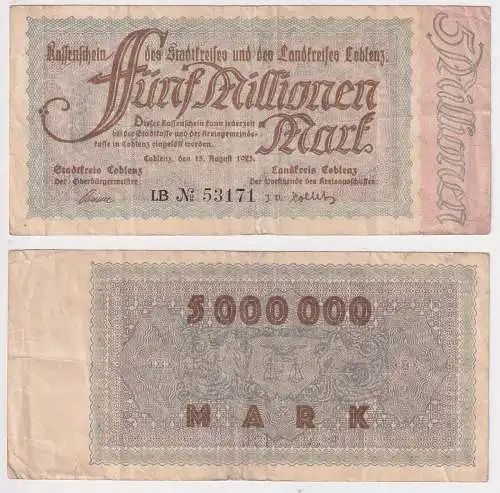 Kassenschein des Stadtkreises und des Landkreises Coblenz.
Fünf Millionen
Mark
Dieser Kassenschein kann jederzeit
bei der Stadtkasse und der Kreisgemeinde-
kasse in Coblenz eingelöst werden.
Coblenz, den 15. August 1923.
Stadtkreis Coblenz
Der Oberbürgermeister:
Landkreis Coblenz
Der Vorsitzende des Kreisausschusses:
I.B № 53171
5 Millionen
5000000
MARK